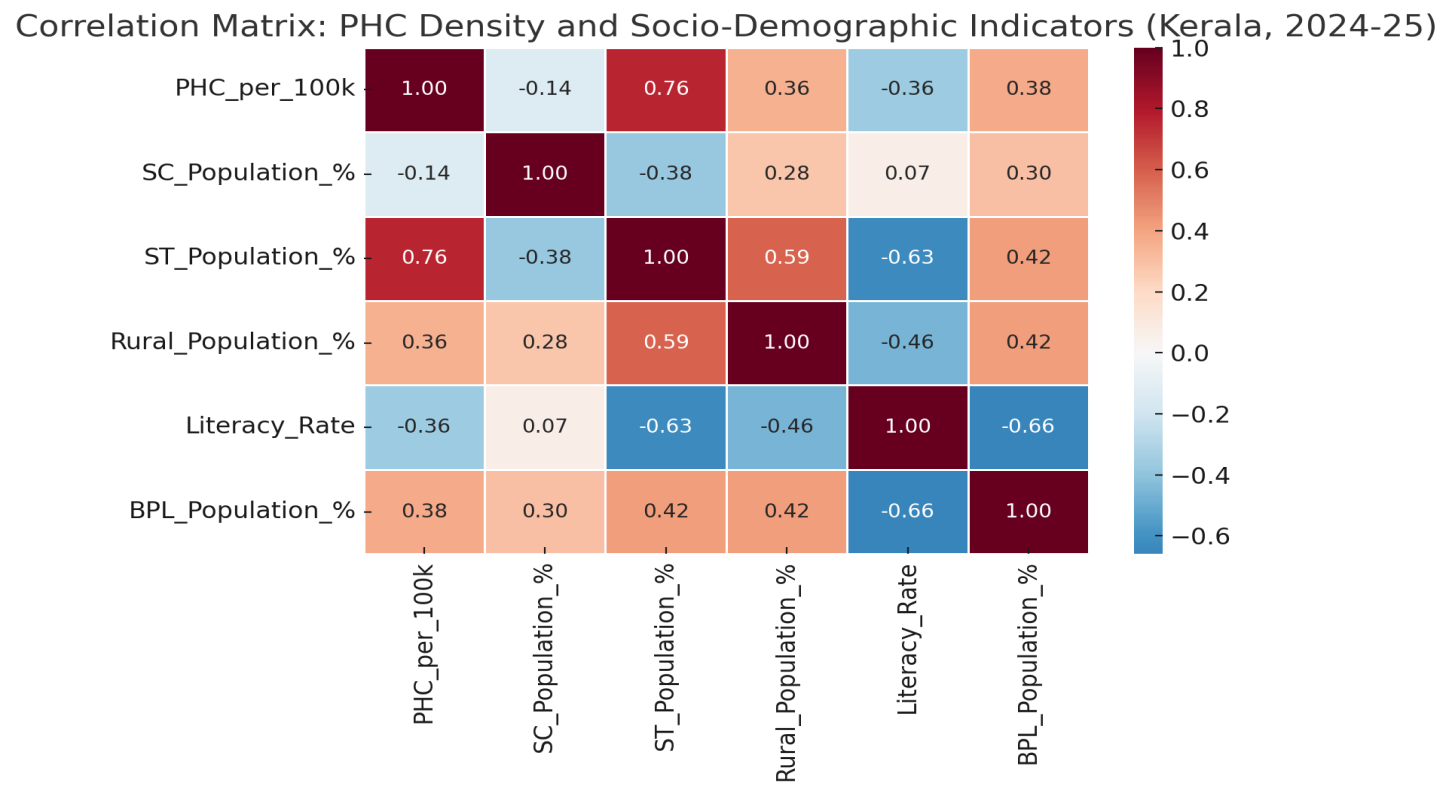 Correlation Matrix: PHC Density and Socio-Demographic Indicators (Kerala, 2024-25)
PHC_per_100k 1.00 -0.14 0.76 0.36 -0.36 0.38
SC_Population_% -0.14 1.00 -0.38 0.28 0.07 0.30
ST_Population_% 0.76 -0.38 1.00 0.59 -0.63 0.42
Rural_Population_% 0.36 0.28 0.59 1.00 -0.46 0.42
Literacy_Rate -0.36 0.07 -0.63 -0.46 1.00 -0.66
BPL_Population_% 0.38 0.30 0.42 0.42 -0.66 1.00
PHC_per_100k
SC_Population_%
ST_Population_%
Rural_Population_%
Literacy_Rate
BPL_Population_%
1.0
0.8
0.6
0.4
0.2
0.0
−0.2
−0.4
−0.6